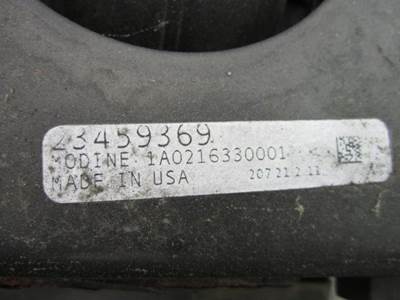 23459369
MODINE 1A0216330001
MADE IN USA 207 21 2 11